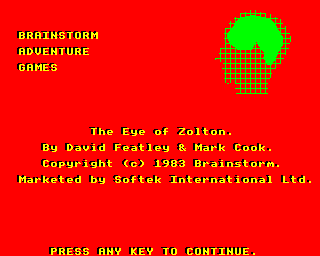 BRAINSTORM
ADVENTURE
GAMES
The Eye of Zolton.
By David Featley & Mark Cook.
Copyright (c) 1983 Brainstorm.
Marketed by Softek International Ltd.
PRESS ANY KEY TO CONTINUE.